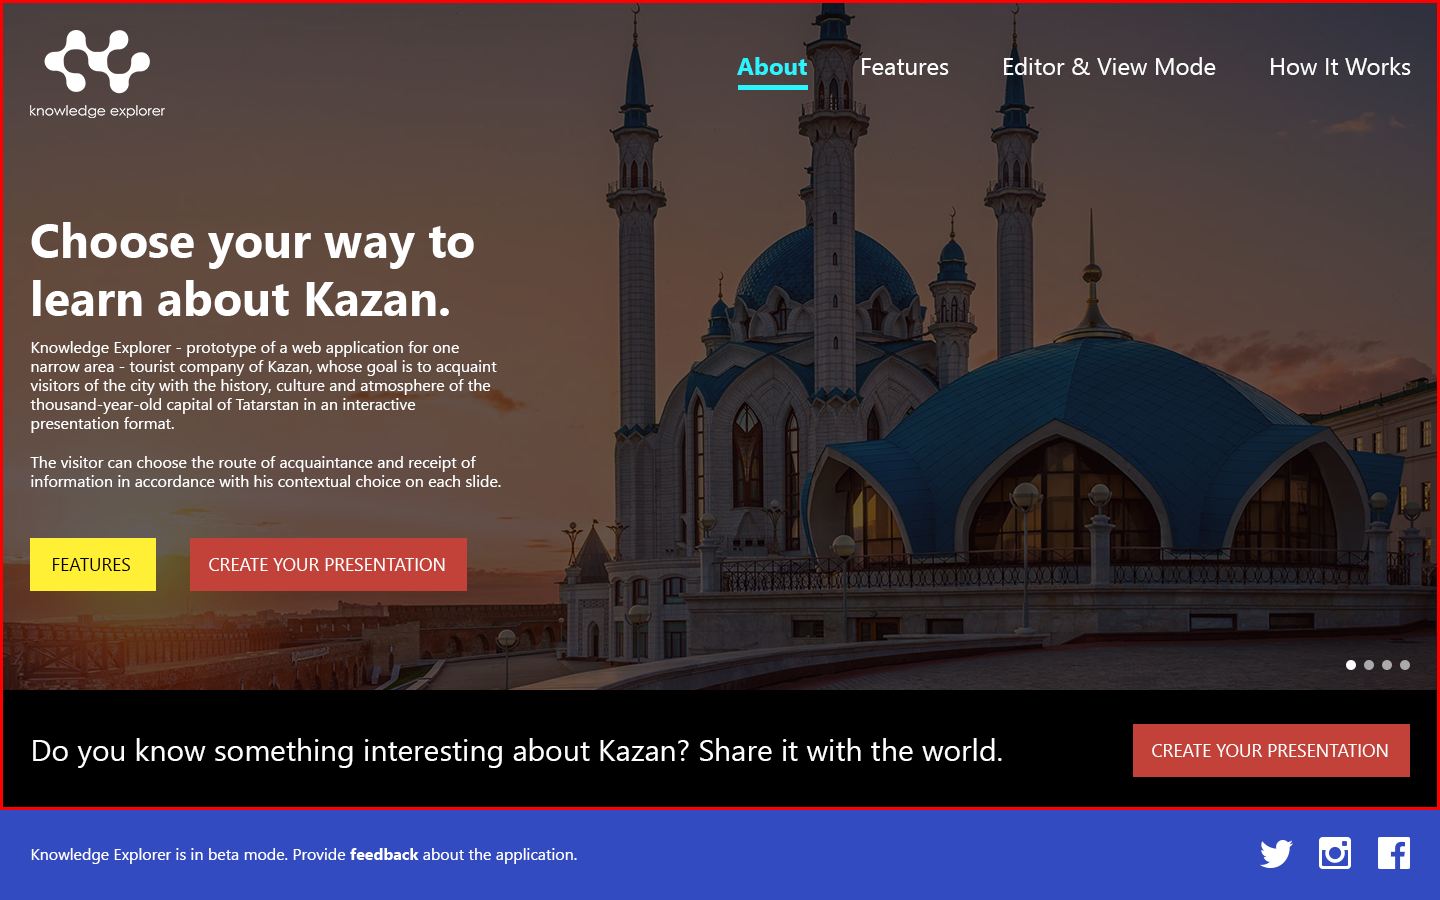 knowledge explorer
About
Features
Editor & View Mode
How It Works
Choose your way to
learn about Kazan.
Knowledge Explorer - prototype of a web application for one
narrow area - tourist company of Kazan, whose goal is to acquaint
visitors of the city with the history, culture and atmosphere of the
thousand-year-old capital of Tatarstan in an interactive
presentation format.
The visitor can choose the route of acquaintance and receipt of
information in accordance with his contextual choice on each slide.
FEATURES
CREATE YOUR PRESENTATION
Do you know something interesting about Kazan? Share it with the world.
CREATE YOUR PRESENTATION
Knowledge Explorer is in beta mode. Provide feedback about the application.